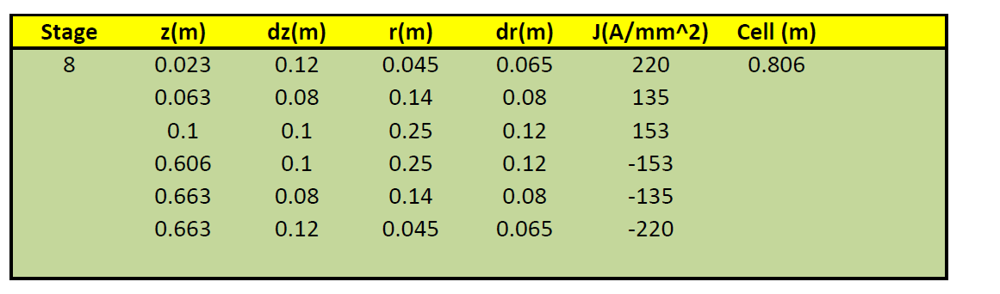 Stage z(m) dz(m) r(m) dr(m) J(A/mm^2) Cell (m)
8 0.023 0.12 0.045 0.065 220 0.806
0.063 0.08 0.14 0.08 135
0.1 0.1 0.25 0.12 153
0.606 0.1 0.25 0.12 -153
0.663 0.08 0.14 0.08 -135
0.663 0.12 0.045 0.065 -220